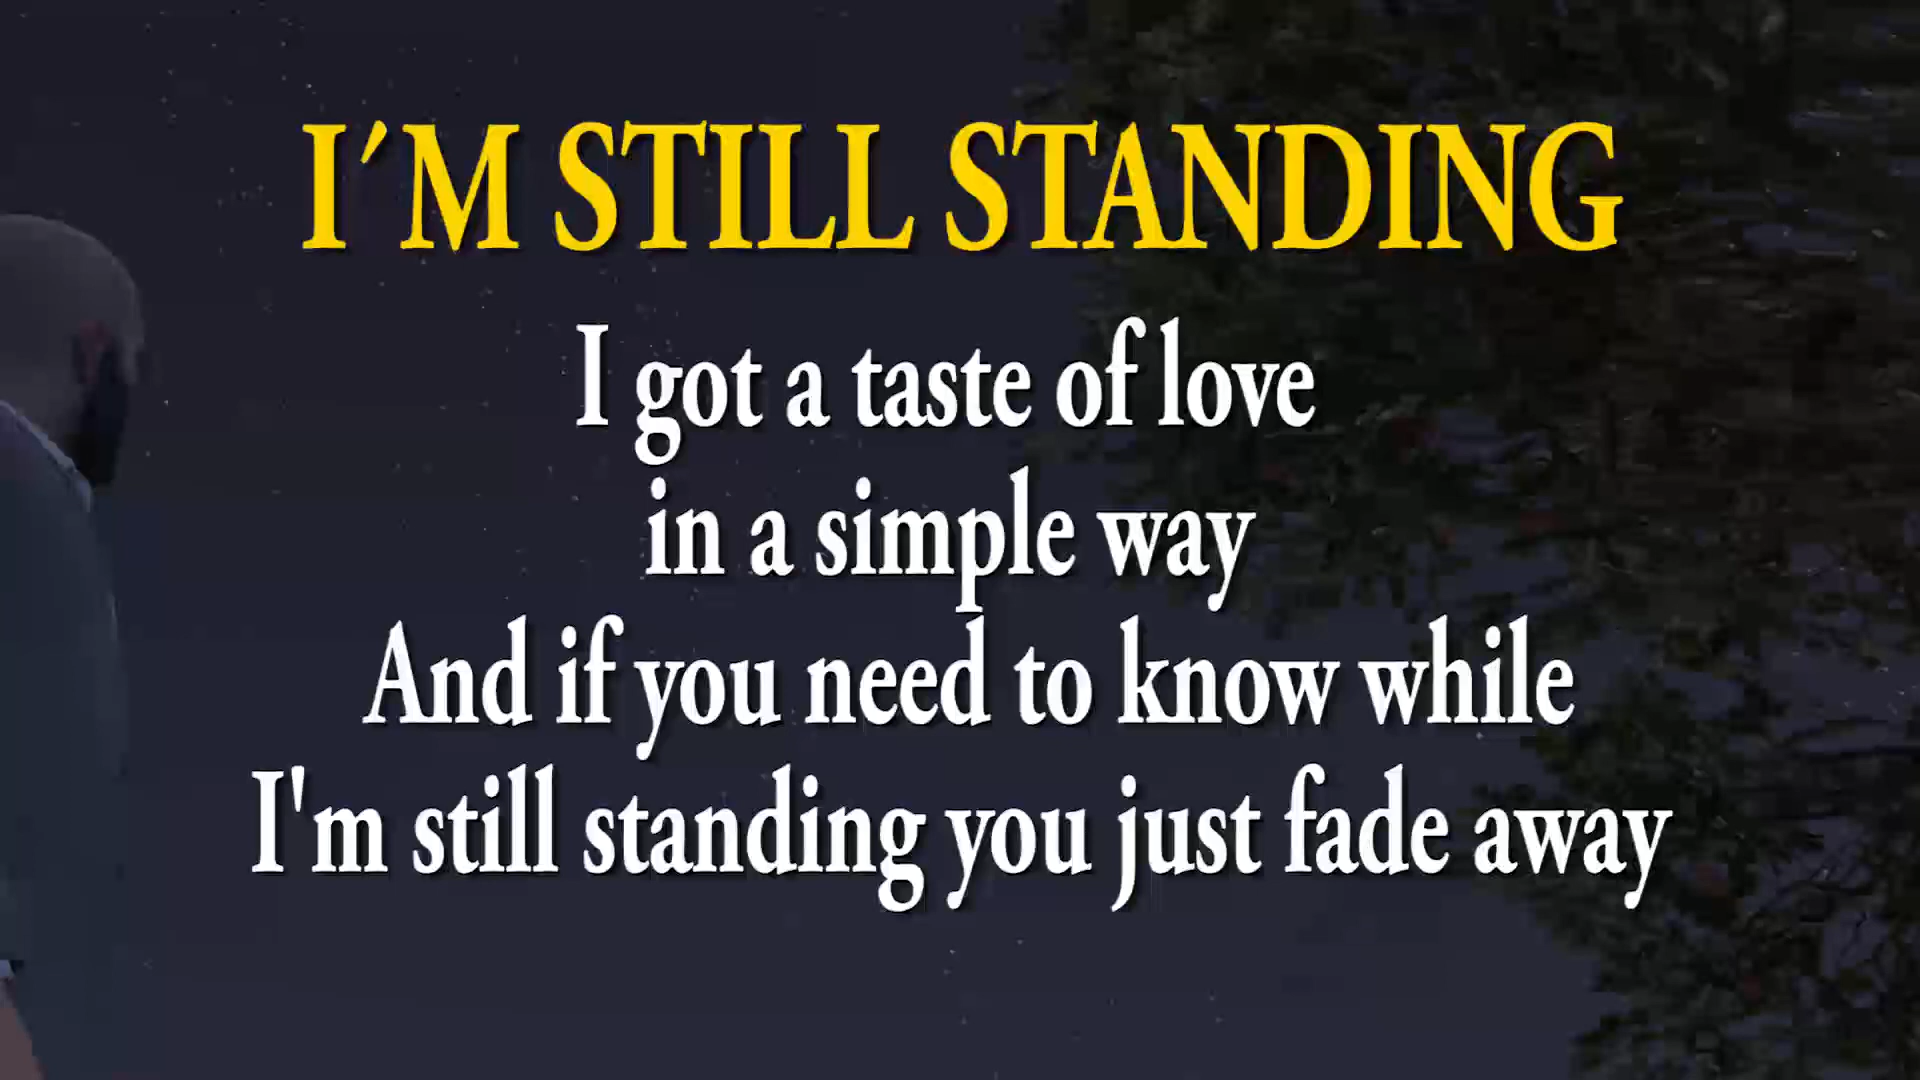 I´M STILL STANDING
I got a taste of love
in a simple way
And if you need to know while
I'm still standing you just fade away